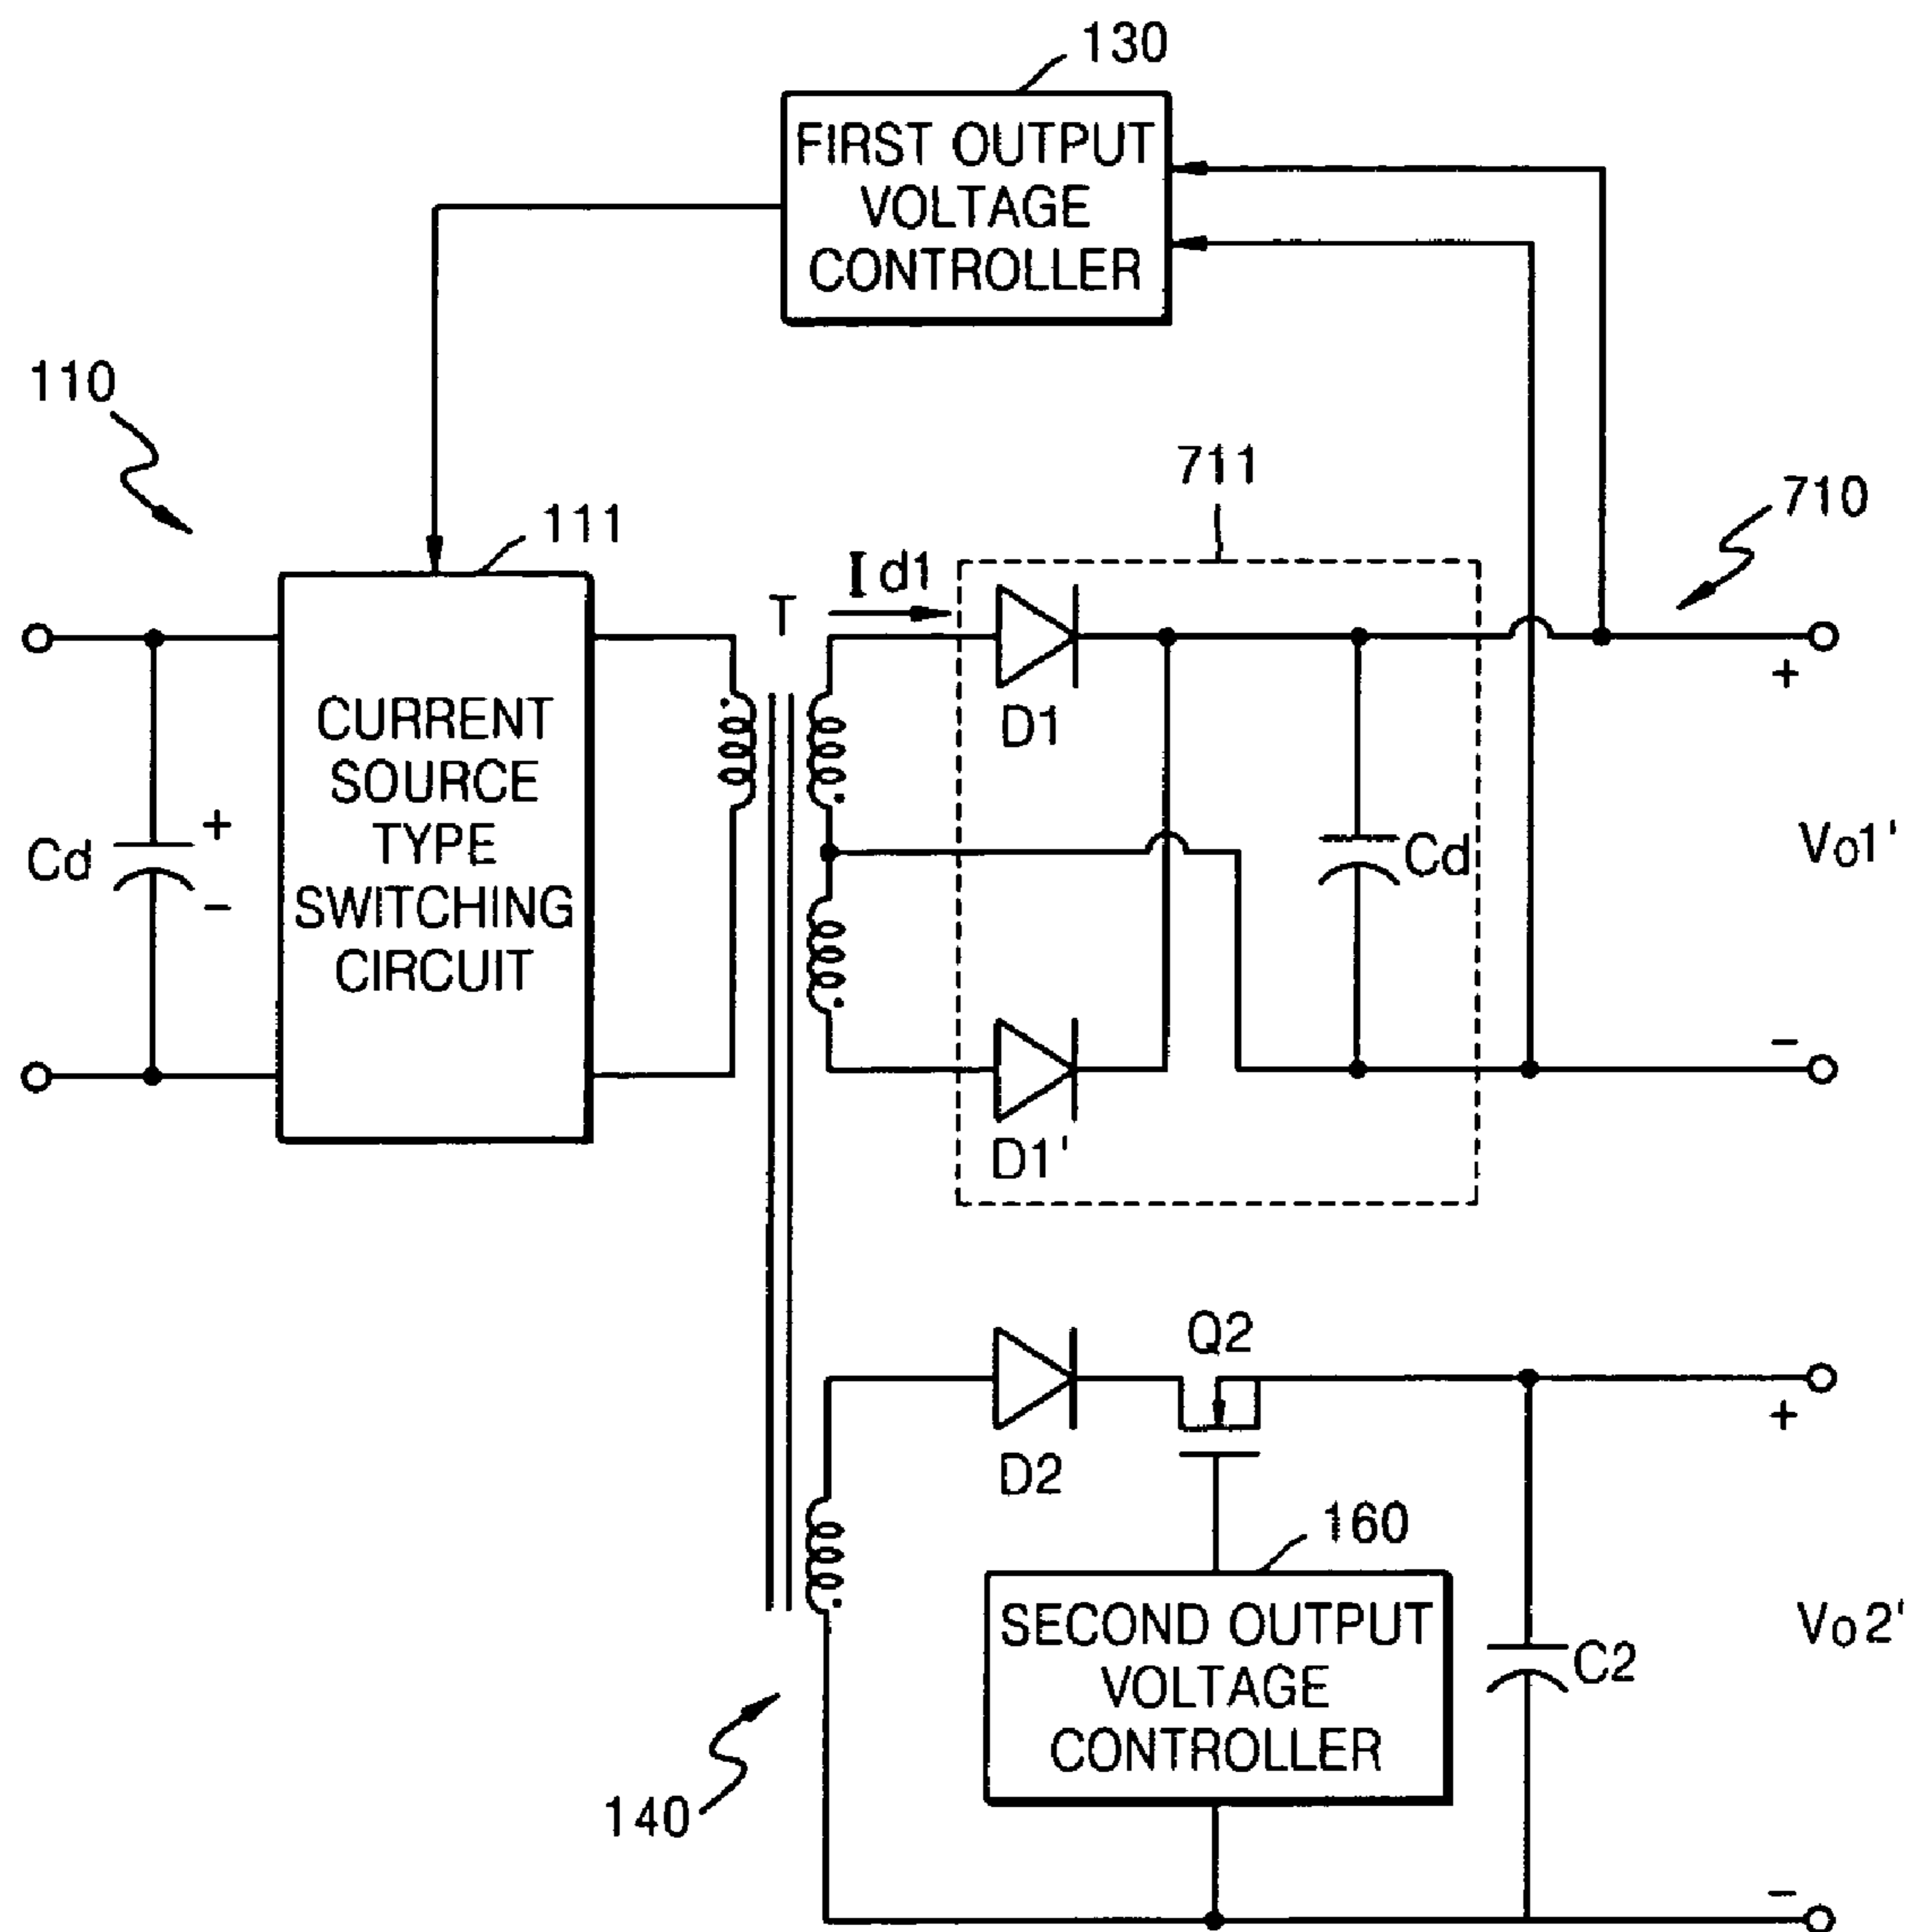 130
FIRST OUTPUT
VOLTAGE
CONTROLLER
110
711
710
111
Id1
T
+
D1
CURRENT
SOURCE
TYPE
SWITCHING
CIRCUIT
Cd
+
−
Cd
Vo1'
−
D1'
Q2
+
D2
160
SECOND OUTPUT
VOLTAGE
CONTROLLER
C2
Vo2'
140
−